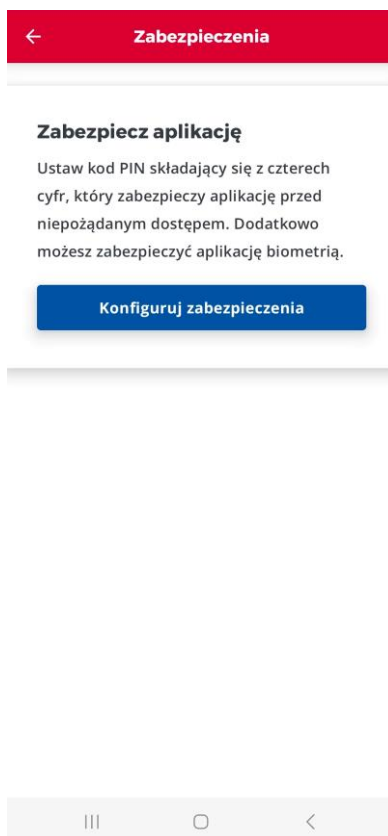 Zabezpieczenia
Zabezpiecz aplikację
Ustaw kod PIN składający się z czterech
cyfr, który zabezpieczy aplikację przed
niepożądanym dostępem. Dodatkowo
możesz zabezpieczyć aplikację biometrią.
Konfiguruj zabezpieczenia